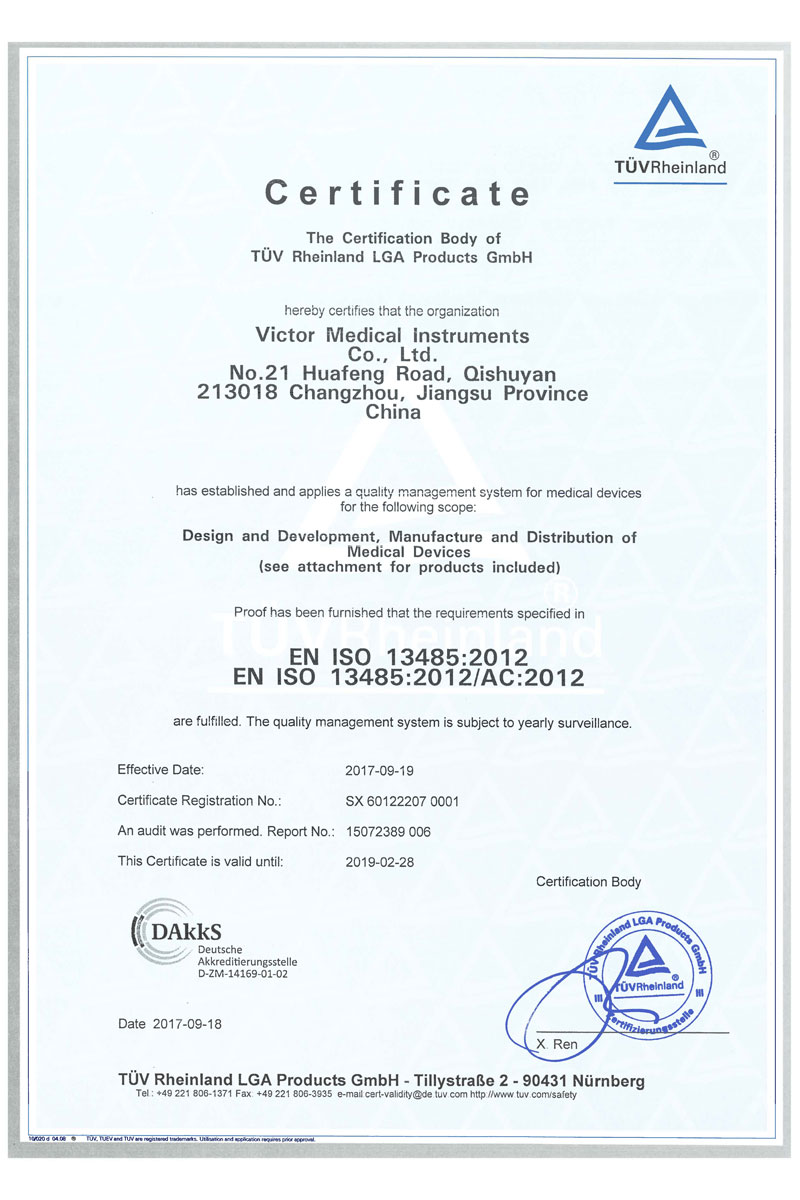 TÜVRheinland®
Certificate
The Certification Body of
TÜV Rheinland LGA Products GmbH
hereby certifies that the organization
Victor Medical Instruments
Co., Ltd.
No.21 Huafeng Road, Qishuyan
213018 Changzhou, Jiangsu Province
China
has established and applies a quality management system for medical devices
for the following scope:
Design and Development, Manufacture and Distribution of
Medical Devices
(see attachment for products included)
Proof has been furnished that the requirements specified in
®
TÜVRheinland
EN ISO 13485:2012
EN ISO 13485:2012/AC:2012
are fulfilled. The quality management system is subject to yearly surveillance.
Effective Date: 2017-09-19
Certificate Registration No.: SX 60122207 0001
An audit was performed. Report No.: 15072389 006
This Certificate is valid until: 2019-02-28
Certification Body
DAkkS
Deutsche
Akkreditierungsstelle
D-ZM-14169-01-02
TÜV Rheinland LGA Products GmbH
TÜVRheinland®
Zertifizierungsstelle
Date 2017-09-18
X. Ren
TÜV Rheinland LGA Products GmbH - Tillystraße 2 - 90431 Nürnberg
Tel.: +49 221 806-1371 Fax: +49 221 806-3935 e-mail:cert-validity@de.tuv.com http://www.tuv.com/safety
10/020 d 04.08 ® TÜV, TUEV and TUV are registered trademarks. Utilisation and application requires prior approval.